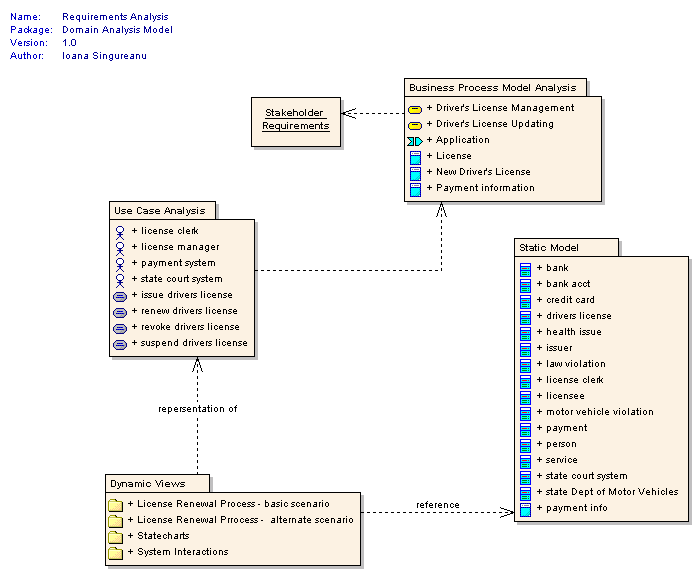 Name: Requirements Analysis
Package: Domain Analysis Model
Version: 1.0
Author: Ioana Singureanu
Business Process Model Analysis
+ Driver's License Management
+ Driver's License Updating
+ Application
+ License
+ New Driver's License
+ Payment information
Stakeholder
Requirements
Use Case Analysis
+ license clerk
+ license manager
+ payment system
+ state court system
+ issue drivers license
+ renew drivers license
+ revoke drivers license
+ suspend drivers license
Static Model
+ bank
+ bank acct
+ credit card
+ drivers license
+ health issue
+ issuer
+ law violation
+ license clerk
+ licensee
+ motor vehicle violation
+ payment
+ person
+ service
+ state court system
+ state Dept of Motor Vehicles
+ payment info
repersentation of
Dynamic Views
+ License Renewal Process - basic scenario
+ License Renewal Process - alternate scenario
+ Statecharts
+ System Interactions
reference